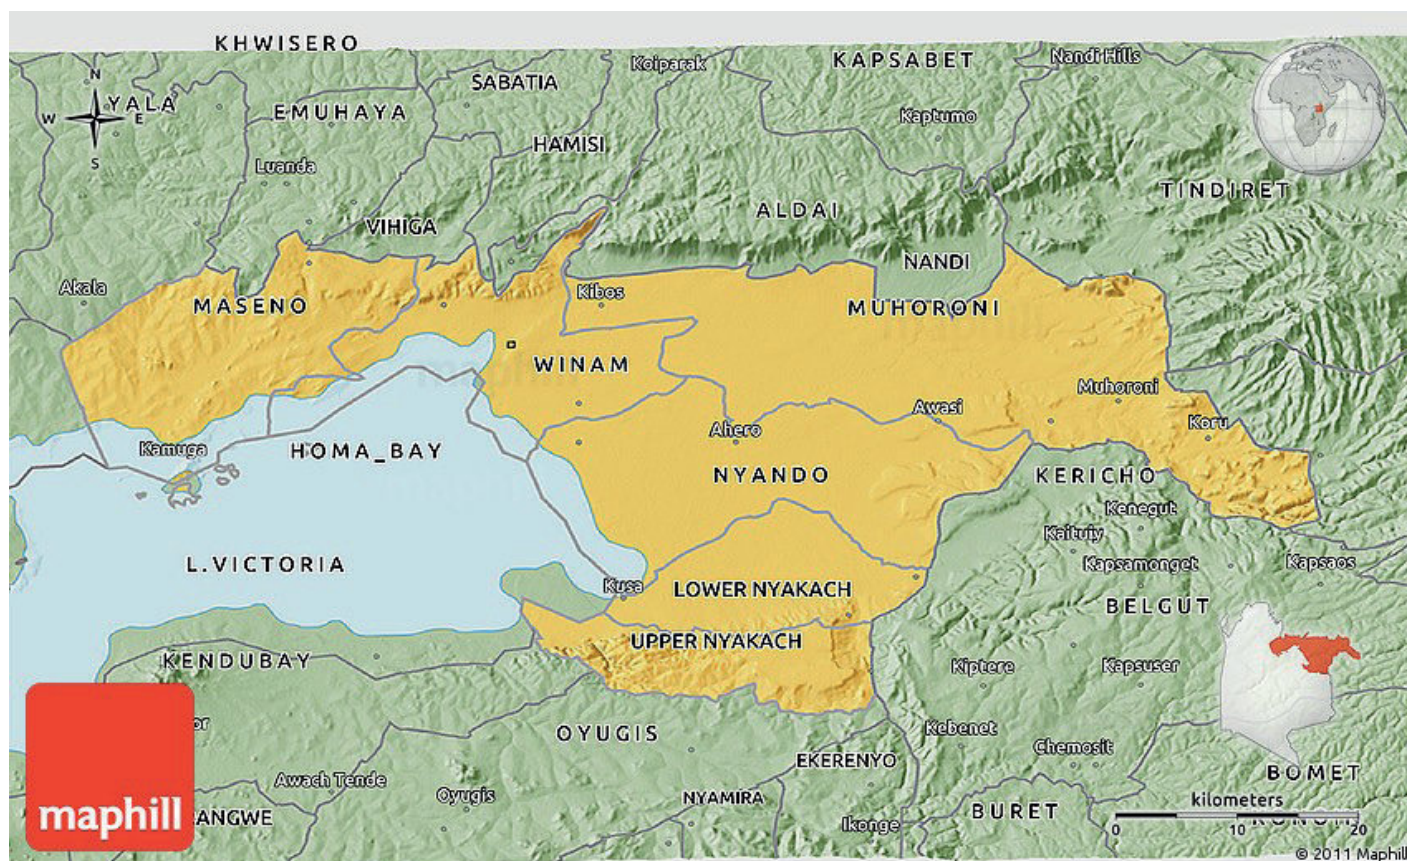 KHWISERO
KAPSABET
Nandi Hills
Koiparak
SABATIA
N
YALA
W
E
S
EMUHAYA
Kaptumo
HAMISI
Luanda
TINDIRET
ALDAI
VIHIGA
NANDI
Akala
Kibos
MASENO
MUHORONI
WINAM
Muhoroni
Awasi
Koru
Ahero
Kamuga
HOMA_BAY
NYANDO
KERICHO
Kenegut
Kaituiy
L.VICTORIA
Kapsamonget
Kapsaos
Kusa
LOWER NYAKACH
BELGUT
UPPER NYAKACH
KENDUBAY
Kiptere
Kapsuser
or
OYUGIS
Kebenet
Chemosit
EKERENYO
BOMET
Awach Tende
Oyugis
NYAMIRA
kilometers
maphill
ANGWE
Ikonge
BURET
0
10
20
© 2011 Maphill